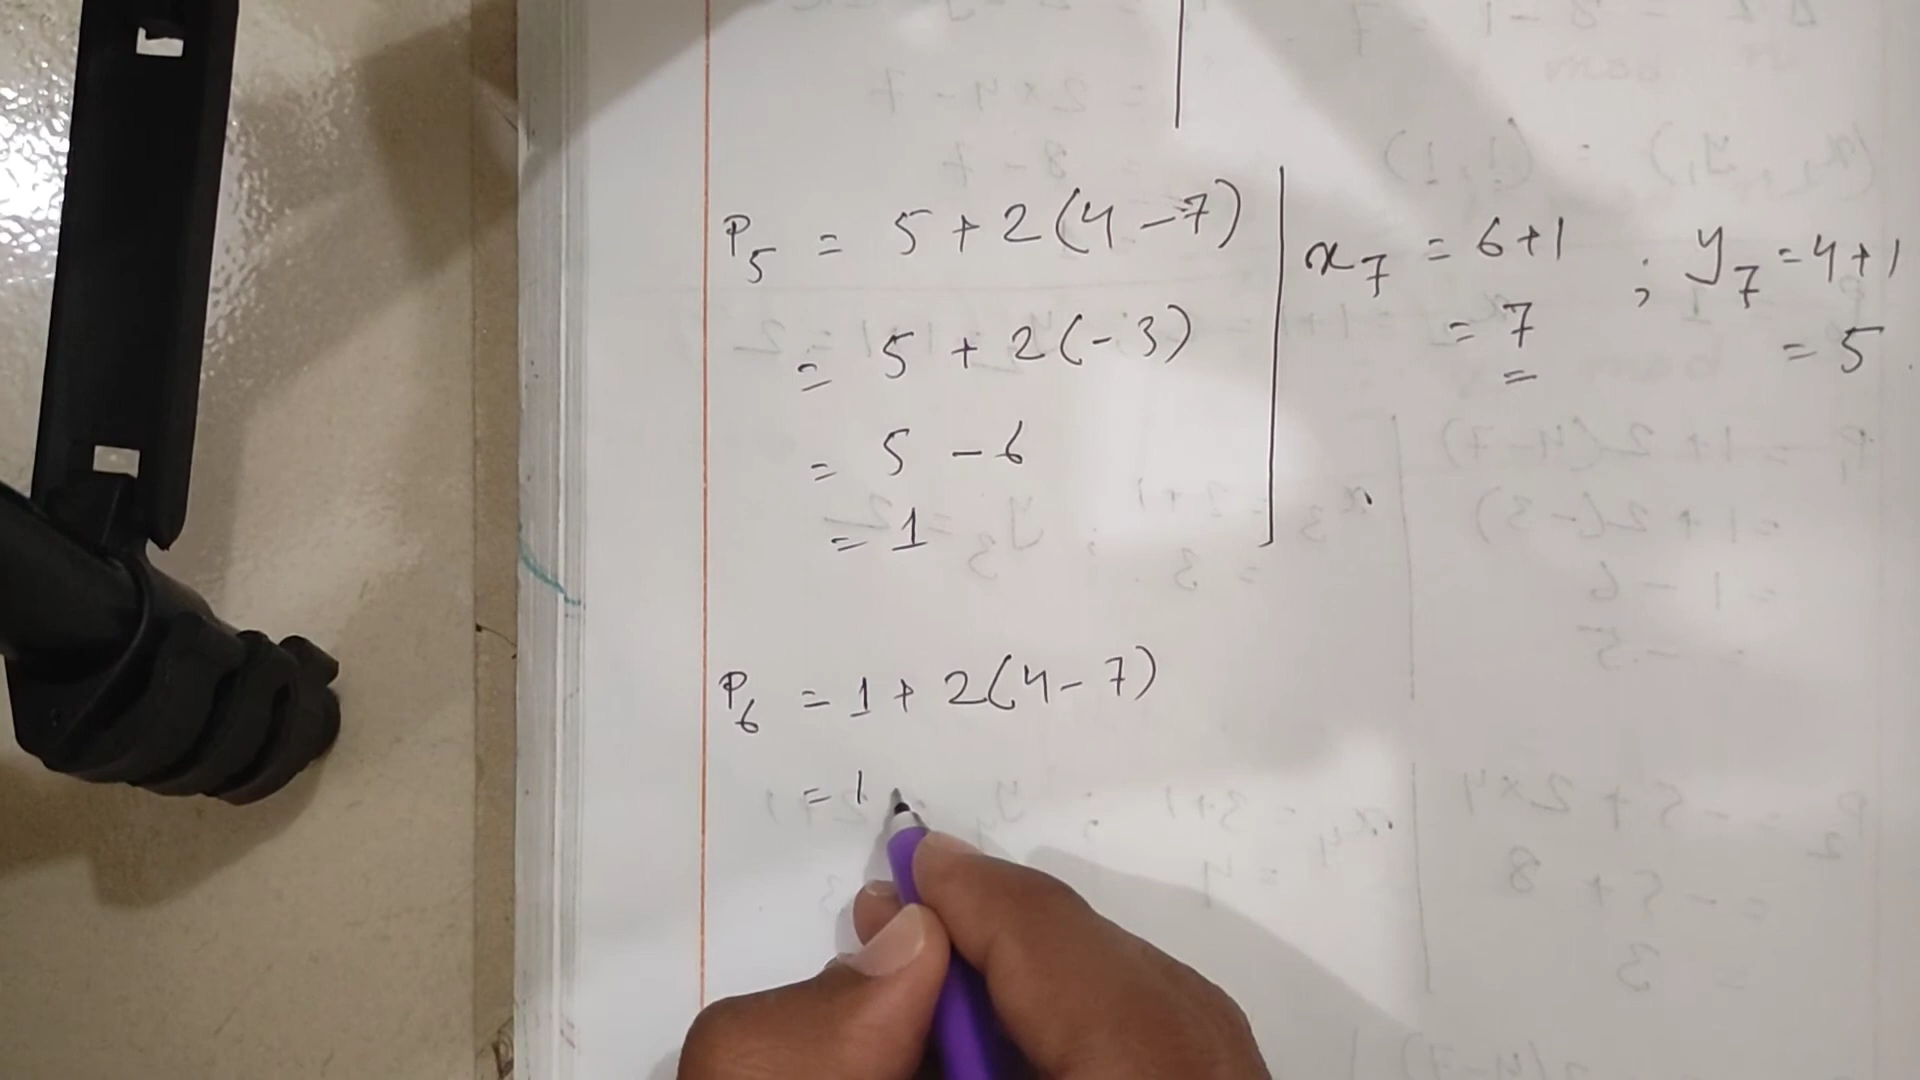 P5 = 5 + 2(4 - 7)
= 5 + 2(-3)
= 5 - 6
= 1
x7 = 6+1 ; y7 = 4+1
= 7 = 5
P6 = 1 + 2(4 - 7)
= 1